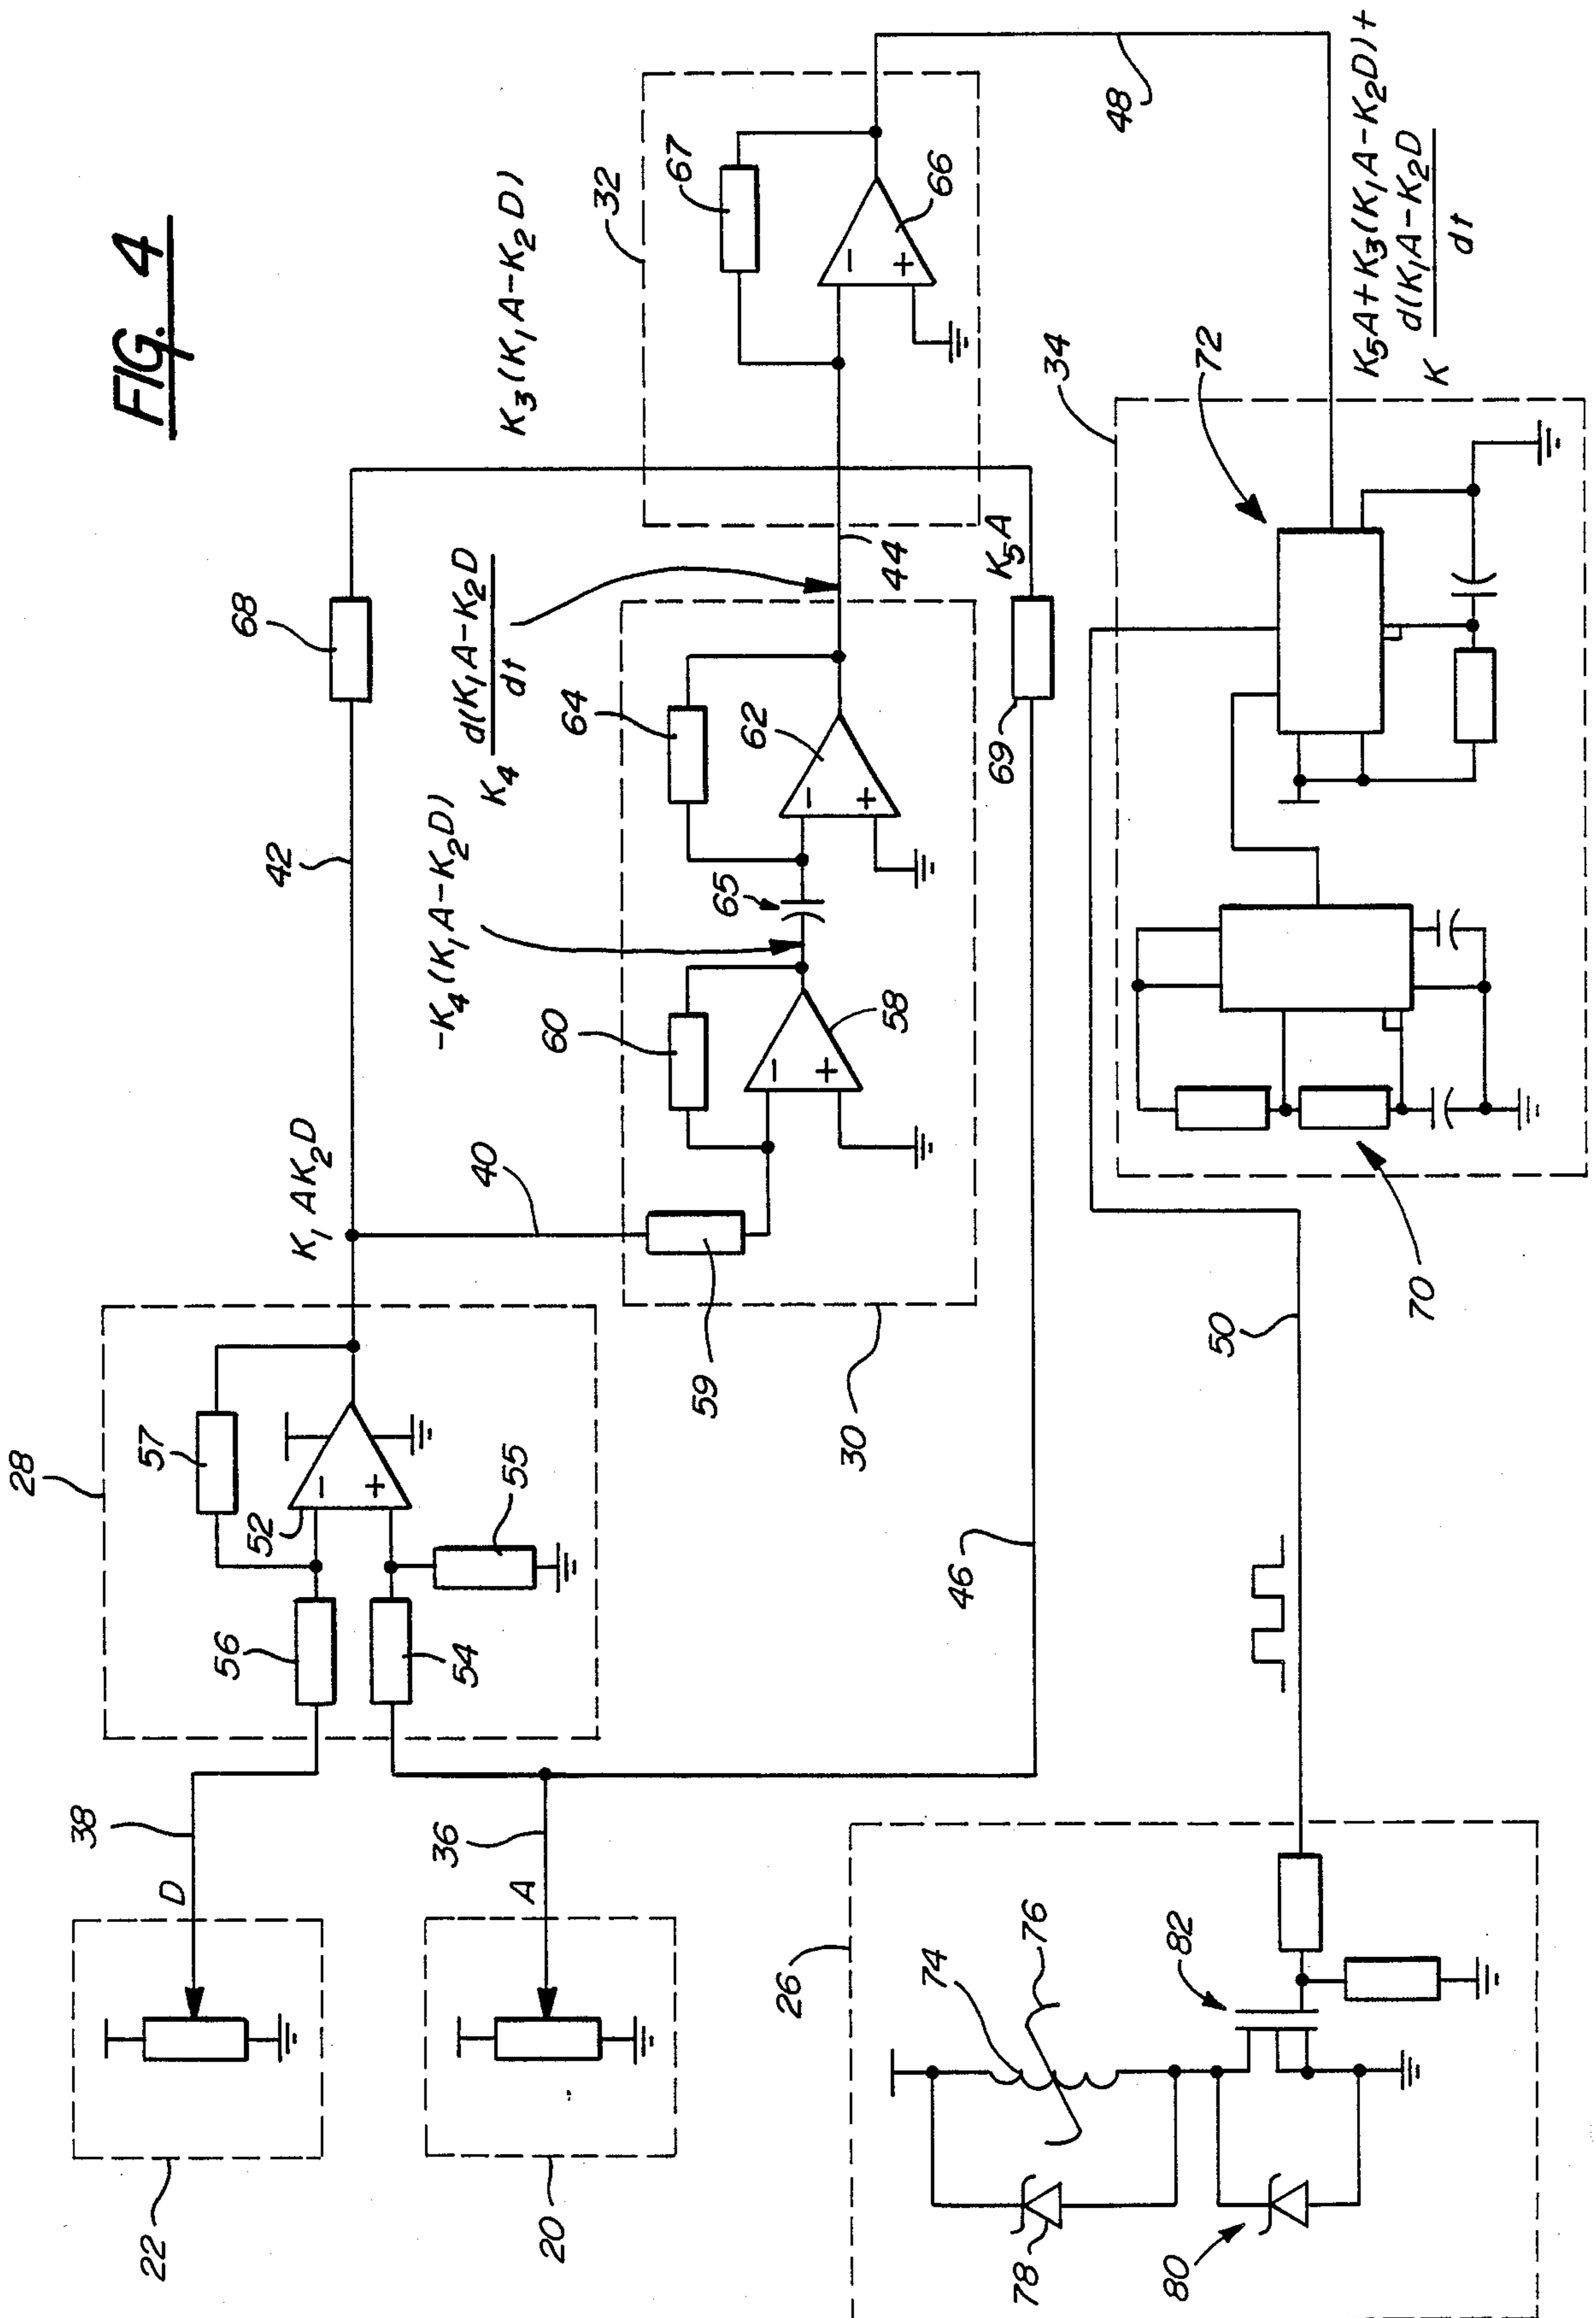 FIG. 4
28
57
52
56
54
55
38
D
22
36
A
20
K1 AK2D
42
68
40
59
30
60
58
-K4(K1A-K2D)
65
64
62
K4 d(K1A-K2D
dt
44
K3(K1A-K2D)
32
67
66
48
K5A
69
46
K5A+K3(K1A-K2D)+
K d(K1A-K2D
dt
34
72
70
50
26
74
76
82
78
80
- + - + - + - +